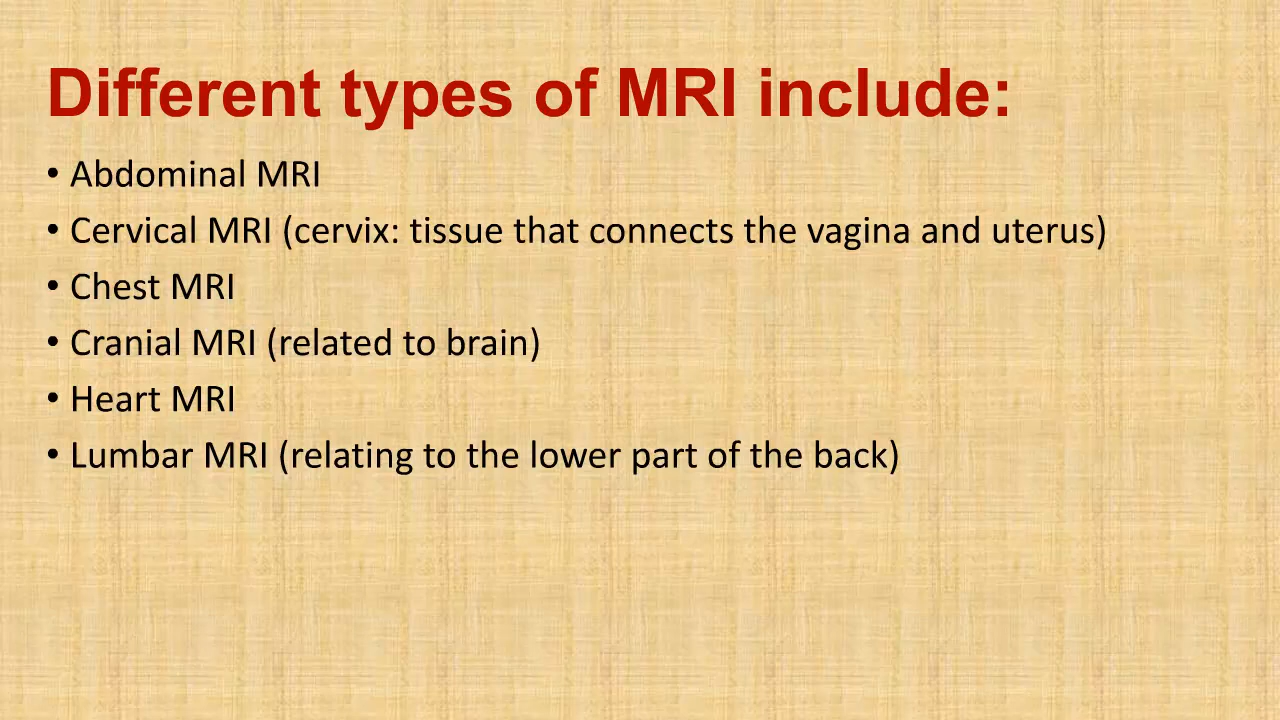 Different types of MRI include:
• Abdominal MRI
• Cervical MRI (cervix: tissue that connects the vagina and uterus)
• Chest MRI
• Cranial MRI (related to brain)
• Heart MRI
• Lumbar MRI (relating to the lower part of the back)